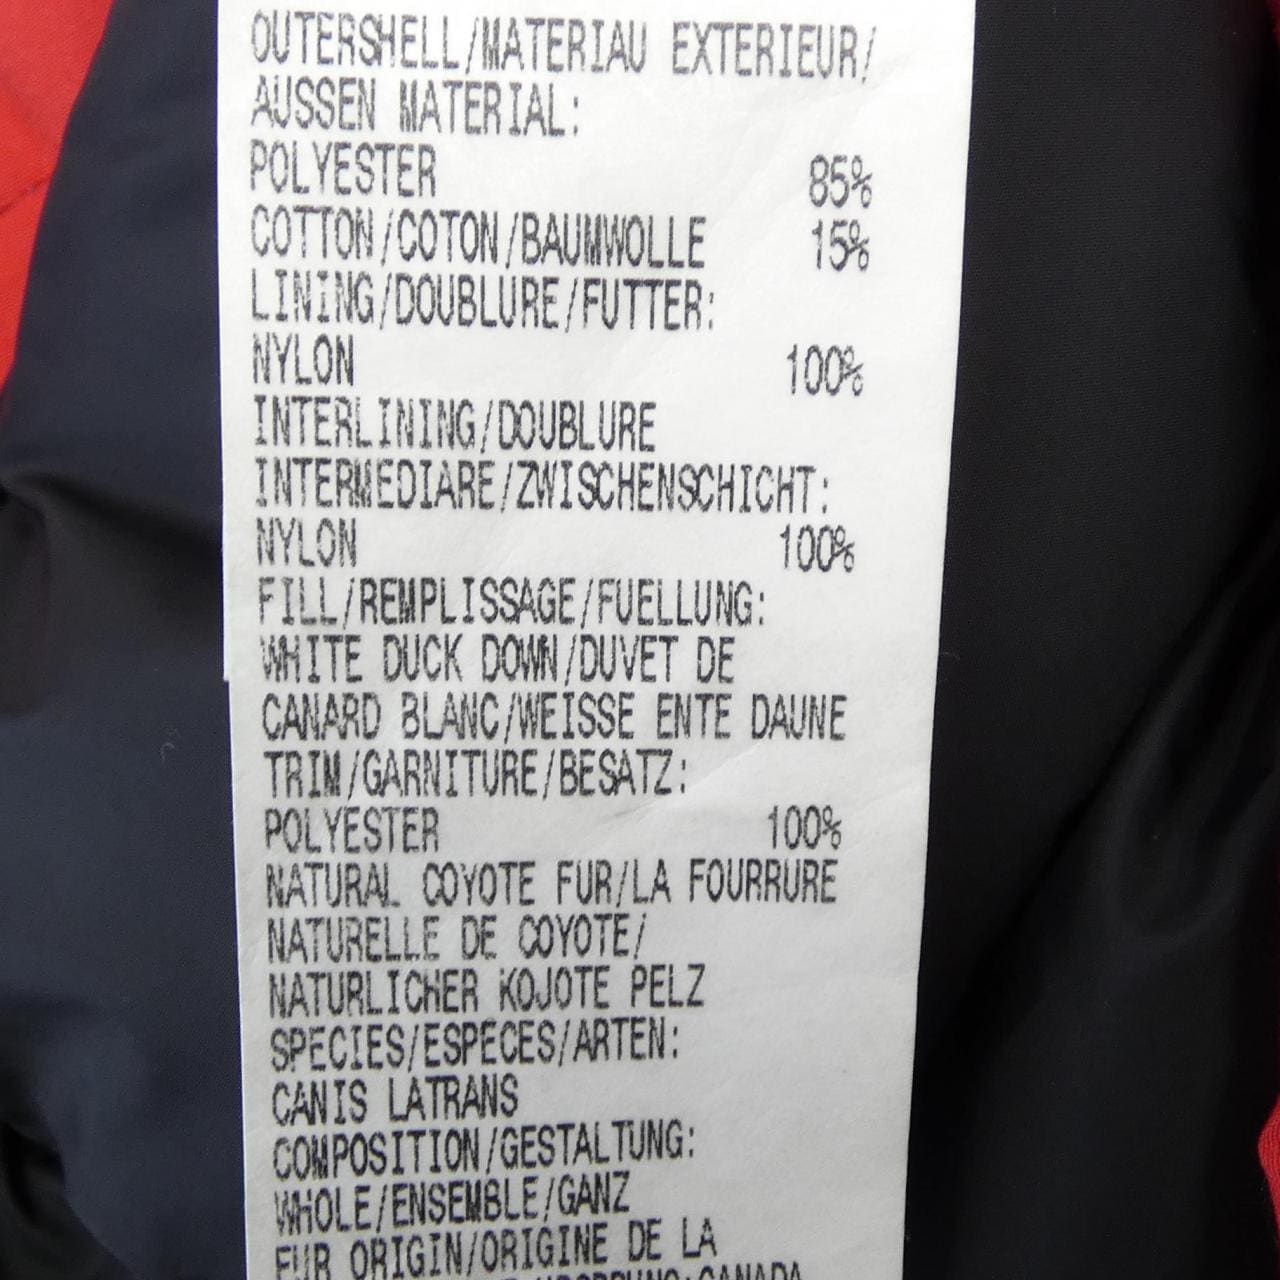 OUTERSHELL/MATERIAU EXTERIEUR/
AUSSEN MATERIAL:
POLYESTER 85%
COTTON/COTON/BAUMWOLLE 15%
LINING/DOUBLURE/FUTTER:
NYLON 100%
INTERLINING/DOUBLURE
INTERMEDIARE/ZWISCHENSCHICHT:
NYLON 100%
FILL/REMPLISSAGE/FUELLUNG:
WHITE DUCK DOWN/DUVET DE
CANARD BLANC/WEISSE ENTE DAUNE
TRIM/GARNITURE/BESATZ:
POLYESTER 100%
NATURAL COYOTE FUR/LA FOURRURE
NATURELLE DE COYOTE/
NATURLICHER KOJOTE PELZ
SPECIES/ESPECES/ARTEN:
CANIS LATRANS
COMPOSITION/GESTALTUNG:
WHOLE/ENSEMBLE/GANZ
FUR ORIGIN/ORIGINE DE LA
CANADA